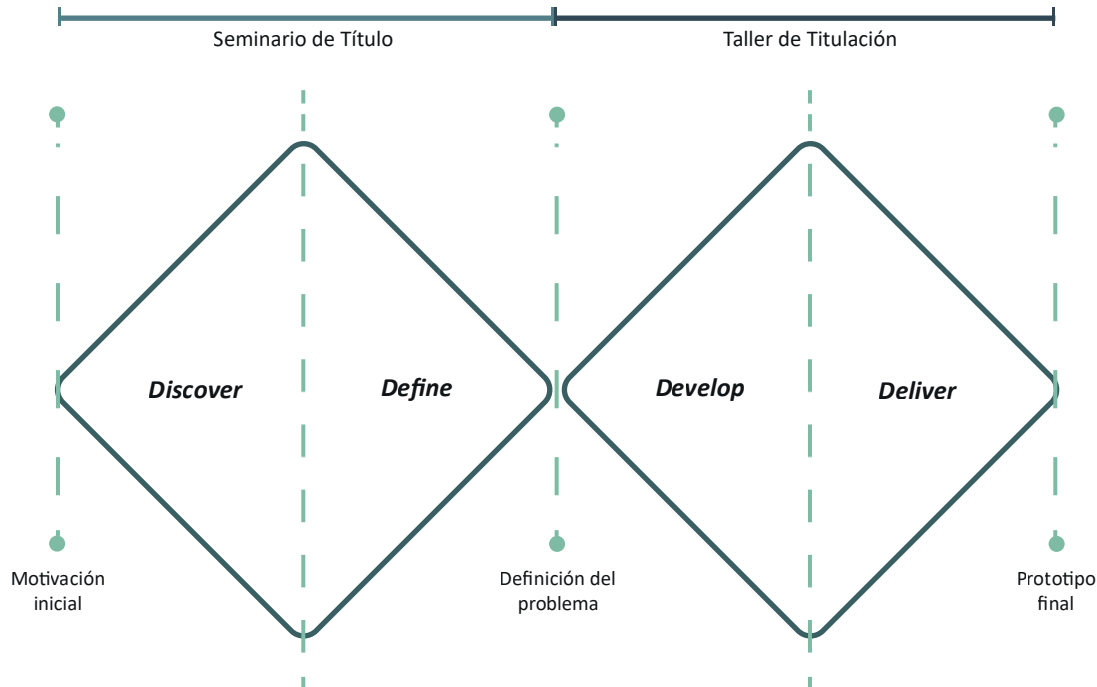 Seminario de Título
Taller de Titulación
Discover
Define
Develop
Deliver
Motivación
inicial
Definición del
problema
Prototipo
final